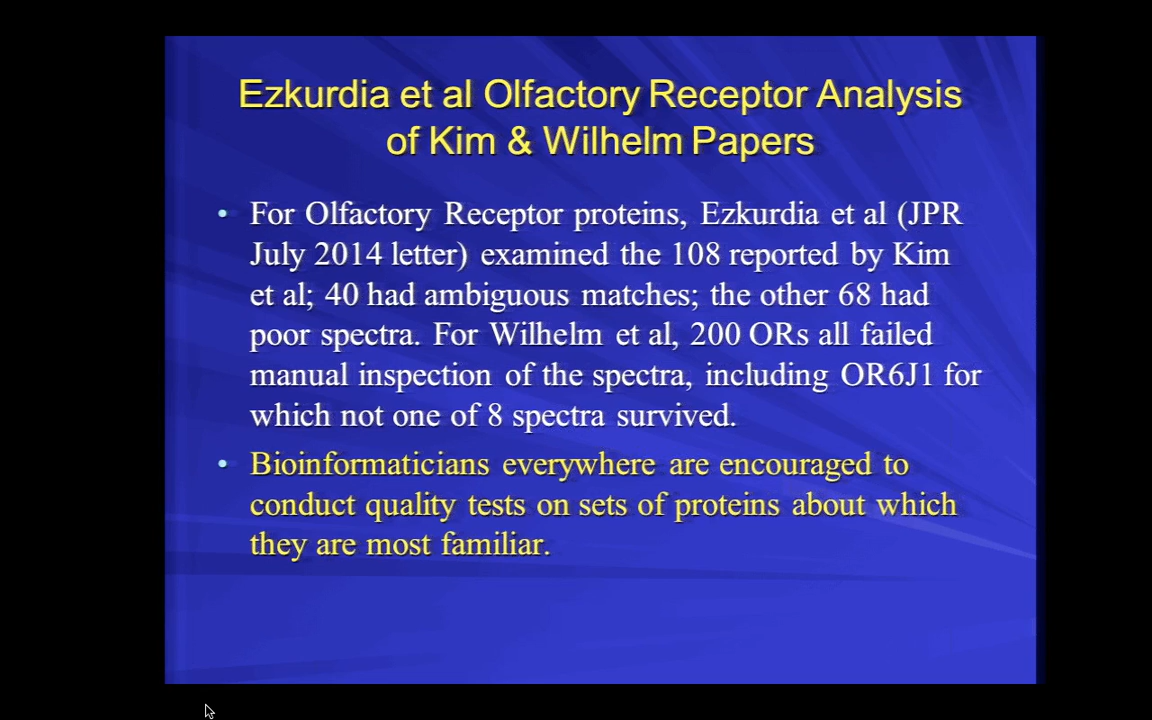 Ezkurdia et al Olfactory Receptor Analysis
of Kim & Wilhelm Papers
• For Olfactory Receptor proteins, Ezkurdia et al (JPR
July 2014 letter) examined the 108 reported by Kim
et al; 40 had ambiguous matches; the other 68 had
poor spectra. For Wilhelm et al, 200 ORs all failed
manual inspection of the spectra, including OR6J1 for
which not one of 8 spectra survived.
• Bioinformaticians everywhere are encouraged to
conduct quality tests on sets of proteins about which
they are most familiar.